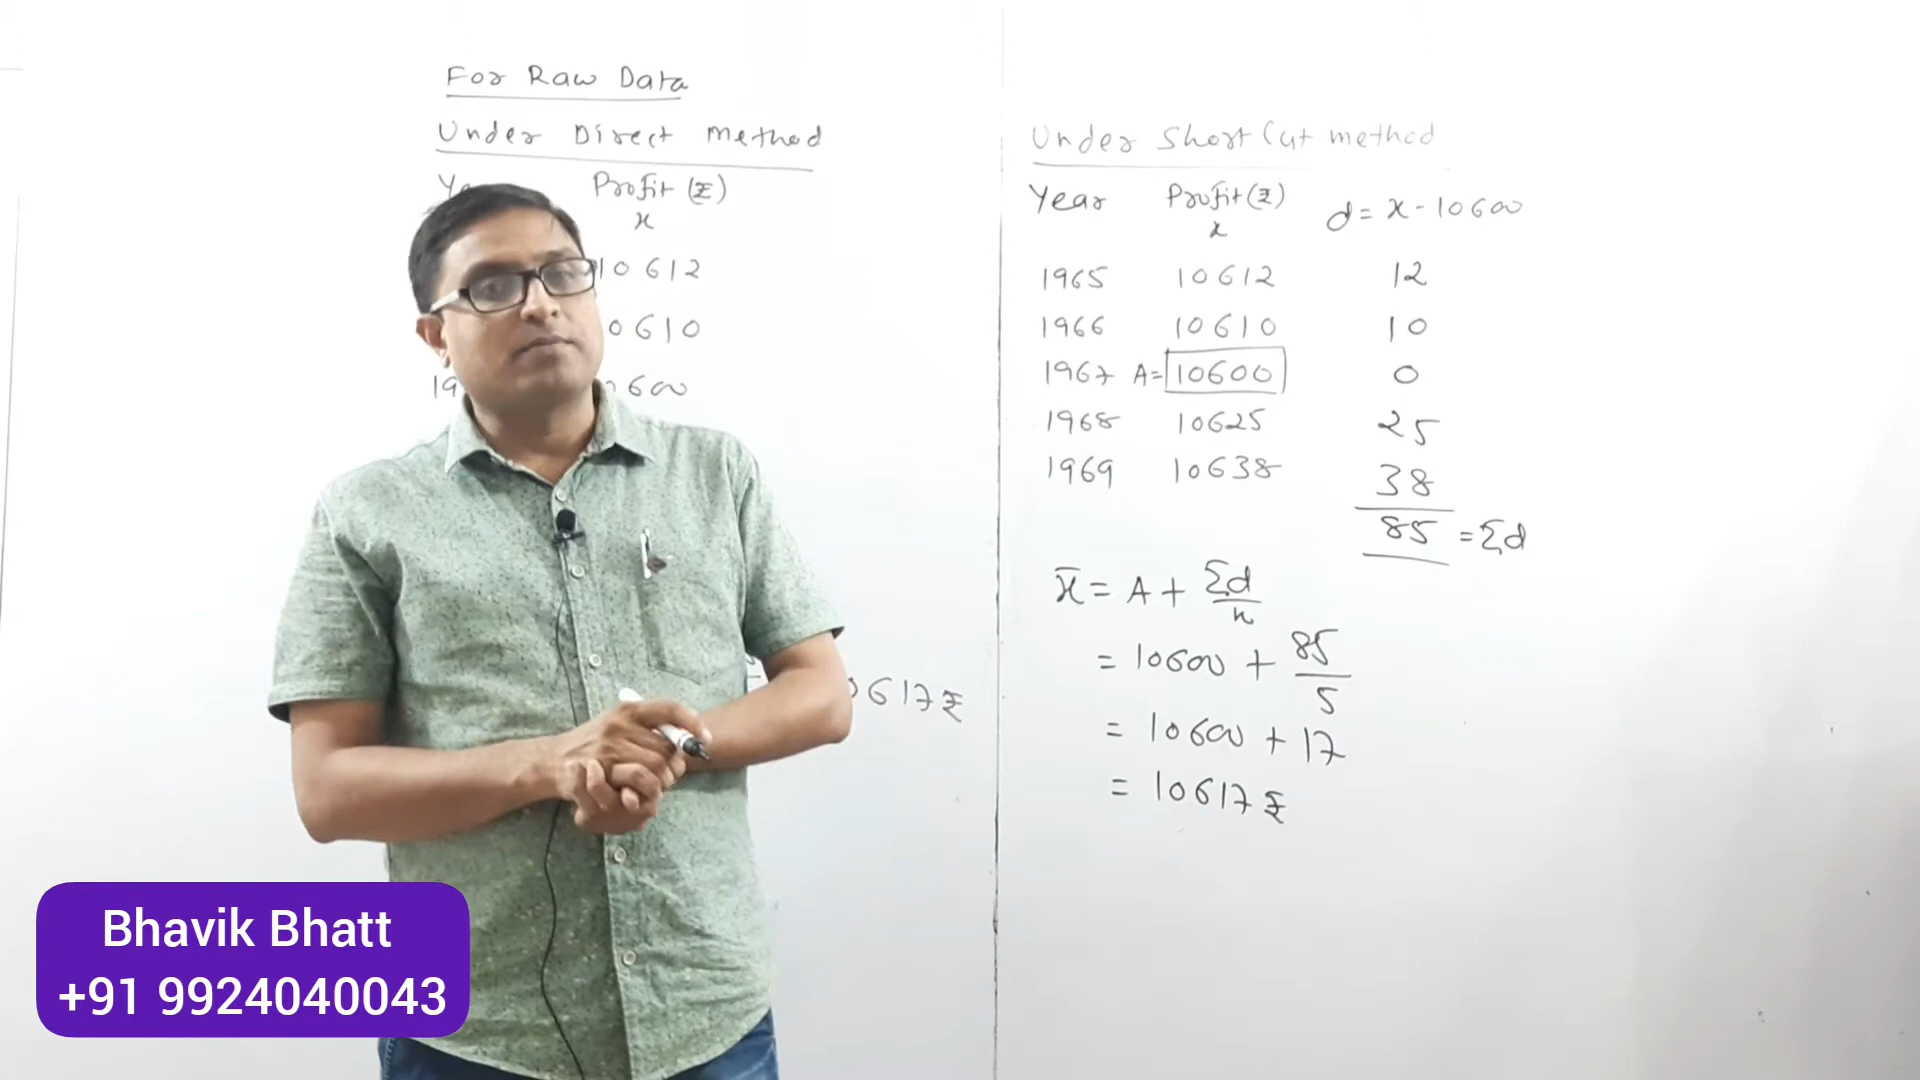 For Raw Data
Under Direct Method
Profit (₹)
x
10612
0610
600
0617₹
Under Short Cut method
Year Profit (₹) d = x - 10600
x
1965 10612 12
1966 10610 10
1967 A= 10600 0
1968 10625 25
1969 10638 38
85 = Σd
x̄ = A + Σd/n
= 10600 + 85/5
= 10600 + 17
= 10617₹
Bhavik Bhatt
+91 9924040043